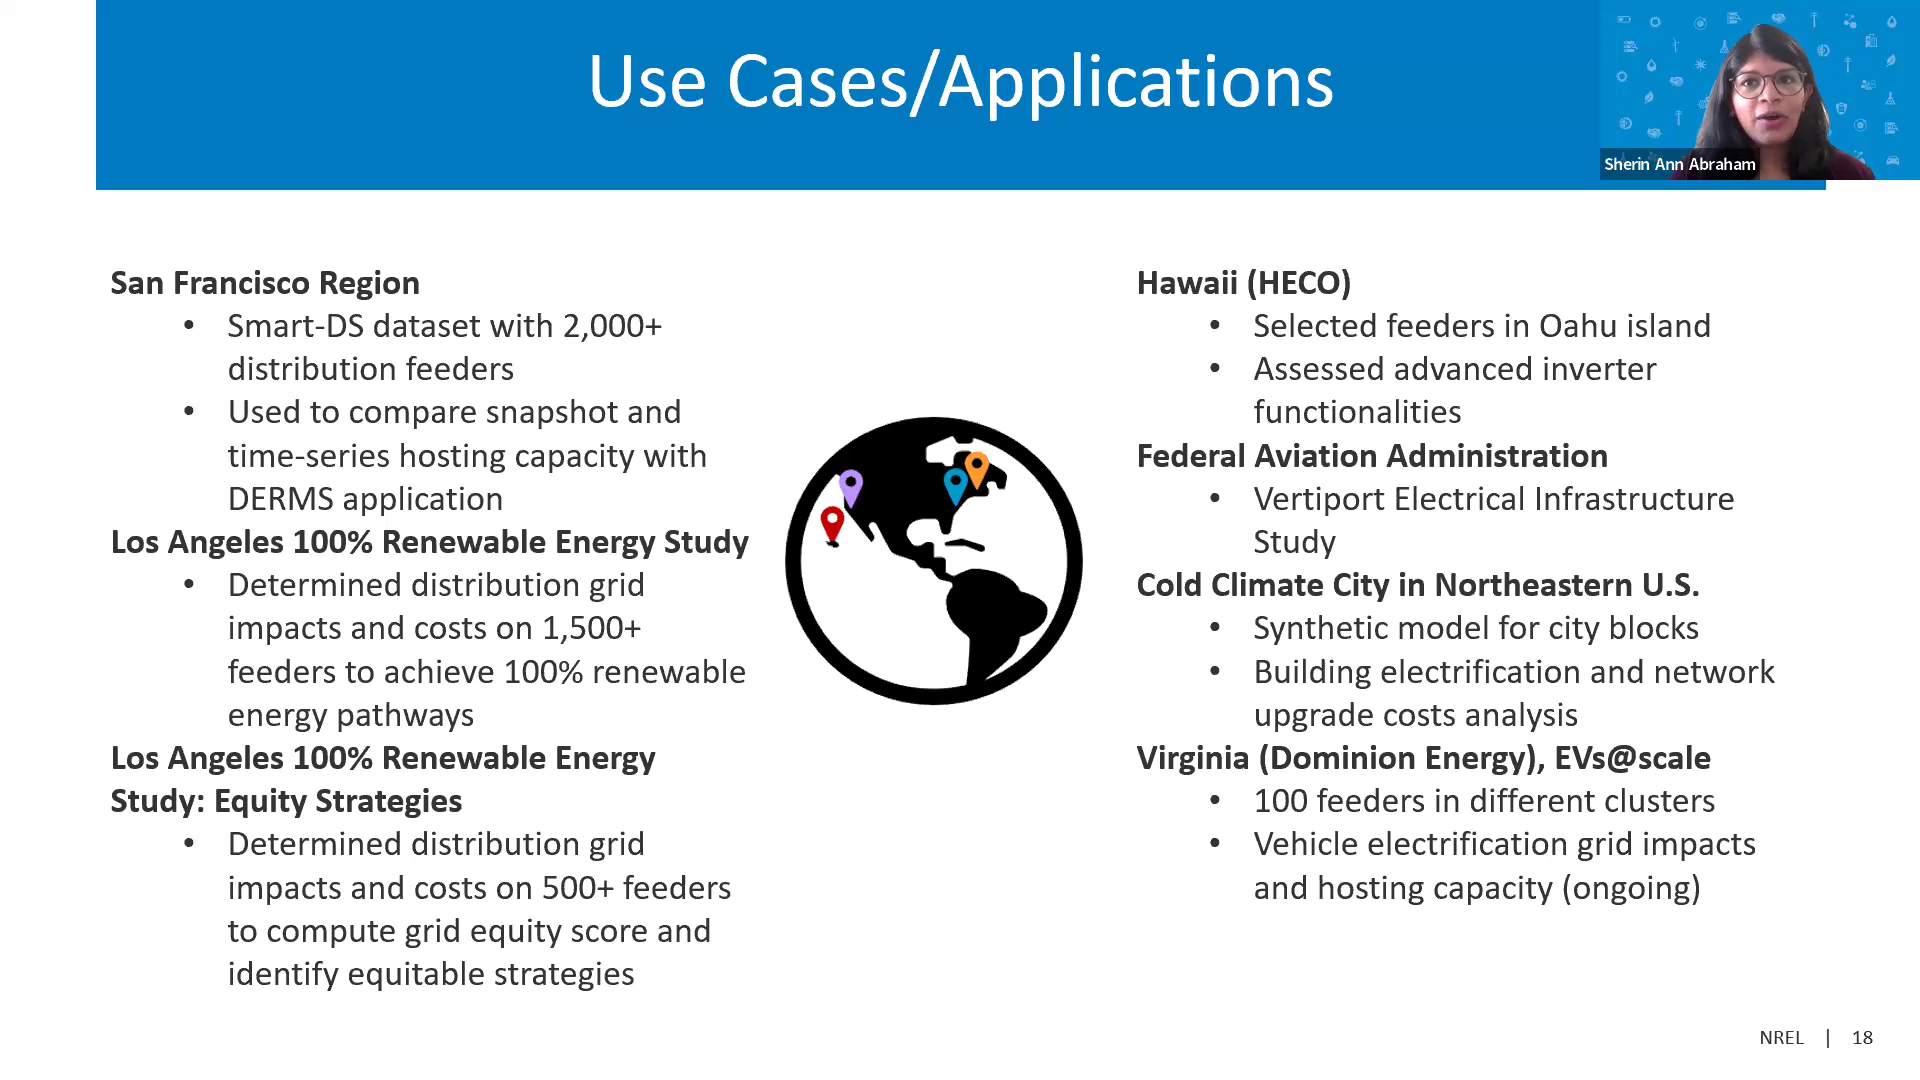 Use Cases/Applications
Sherin Ann Abraham
San Francisco Region
• Smart-DS dataset with 2,000+
distribution feeders
• Used to compare snapshot and
time-series hosting capacity with
DERMS application
Los Angeles 100% Renewable Energy Study
• Determined distribution grid
impacts and costs on 1,500+
feeders to achieve 100% renewable
energy pathways
Los Angeles 100% Renewable Energy
Study: Equity Strategies
• Determined distribution grid
impacts and costs on 500+ feeders
to compute grid equity score and
identify equitable strategies
Hawaii (HECO)
• Selected feeders in Oahu island
• Assessed advanced inverter
functionalities
Federal Aviation Administration
• Vertiport Electrical Infrastructure
Study
Cold Climate City in Northeastern U.S.
• Synthetic model for city blocks
• Building electrification and network
upgrade costs analysis
Virginia (Dominion Energy), EVs@scale
• 100 feeders in different clusters
• Vehicle electrification grid impacts
and hosting capacity (ongoing)
NREL | 18